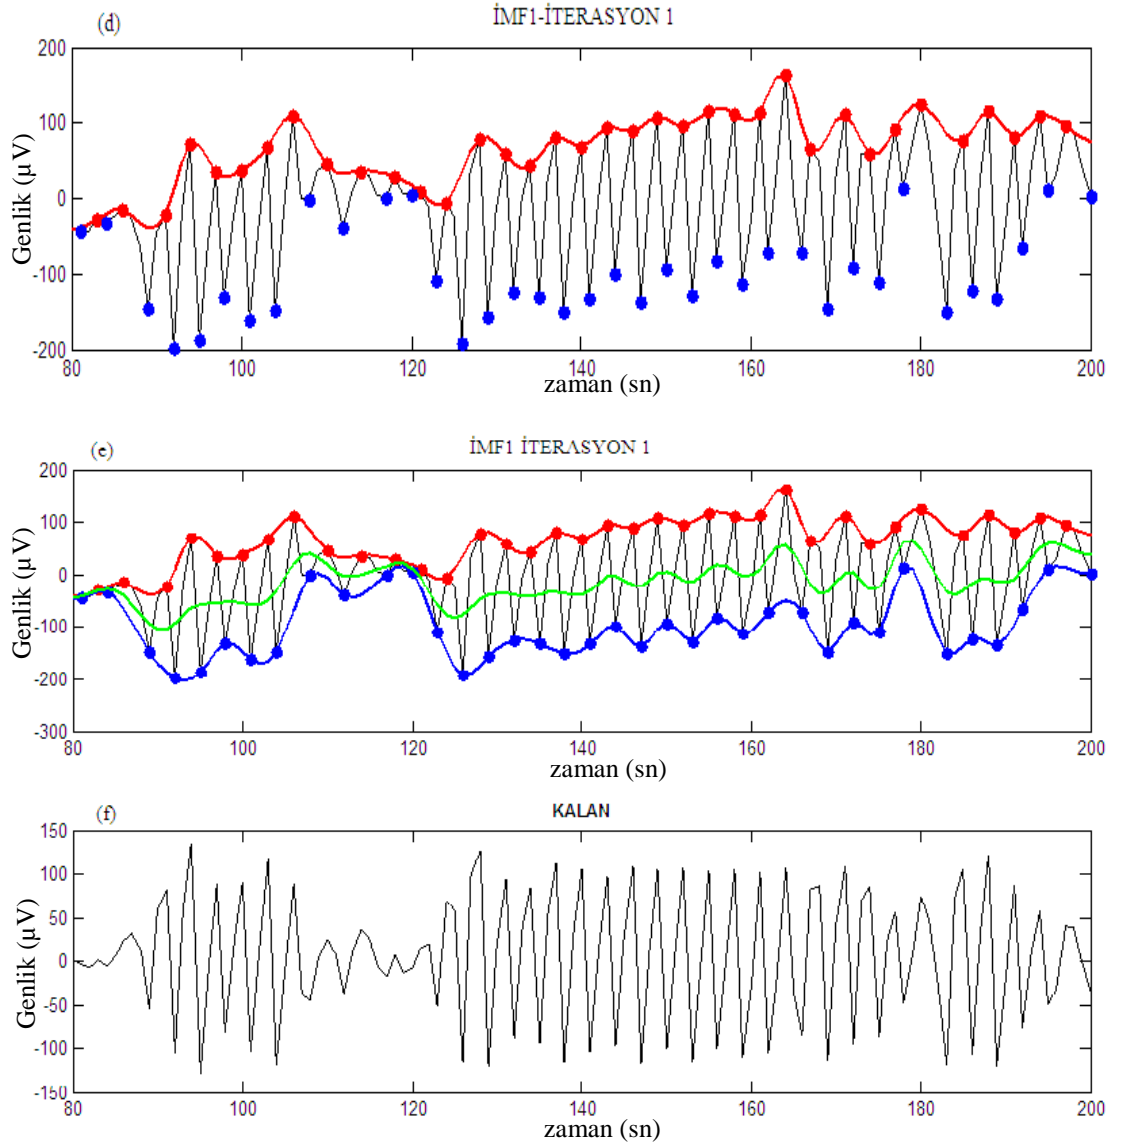 (d)
İMF1-İTERASYON 1
200
100
0
-100
-200
Genlik (µV)
80 100 120 140 160 180 200
zaman (sn)
(e)
İMF1 İTERASYON 1
200
100
0
-100
-200
-300
Genlik (µV)
80 100 120 140 160 180 200
zaman (sn)
(f)
KALAN
150
100
50
0
-50
-100
-150
Genlik (µV)
80 100 120 140 160 180 200
zaman (sn)